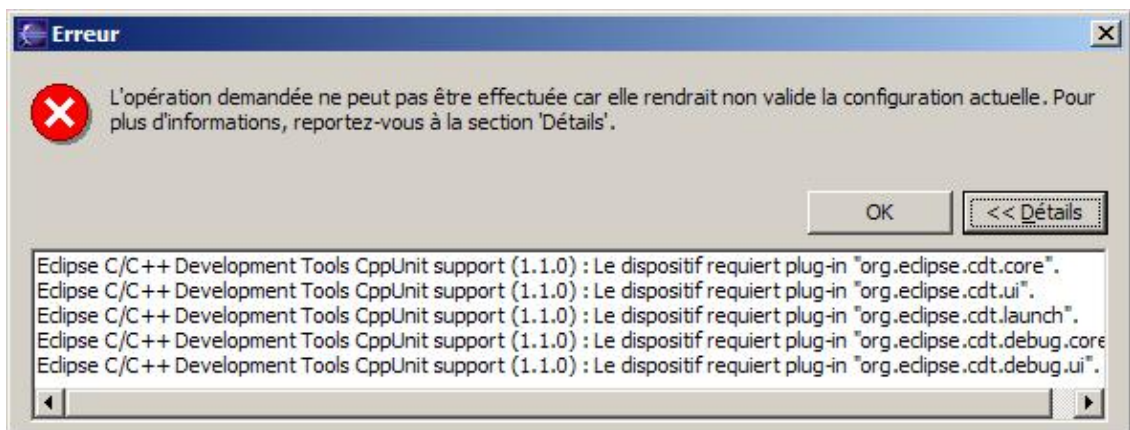 Erreur
L'opération demandée ne peut pas être effectuée car elle rendrait non valide la configuration actuelle. Pour
plus d'informations, reportez-vous à la section 'Détails'.
OK
<< Détails
Eclipse C/C++ Development Tools CppUnit support (1.1.0) : Le dispositif requiert plug-in "org.eclipse.cdt.core".
Eclipse C/C++ Development Tools CppUnit support (1.1.0) : Le dispositif requiert plug-in "org.eclipse.cdt.ui".
Eclipse C/C++ Development Tools CppUnit support (1.1.0) : Le dispositif requiert plug-in "org.eclipse.cdt.launch".
Eclipse C/C++ Development Tools CppUnit support (1.1.0) : Le dispositif requiert plug-in "org.eclipse.cdt.debug.core
Eclipse C/C++ Development Tools CppUnit support (1.1.0) : Le dispositif requiert plug-in "org.eclipse.cdt.debug.ui".